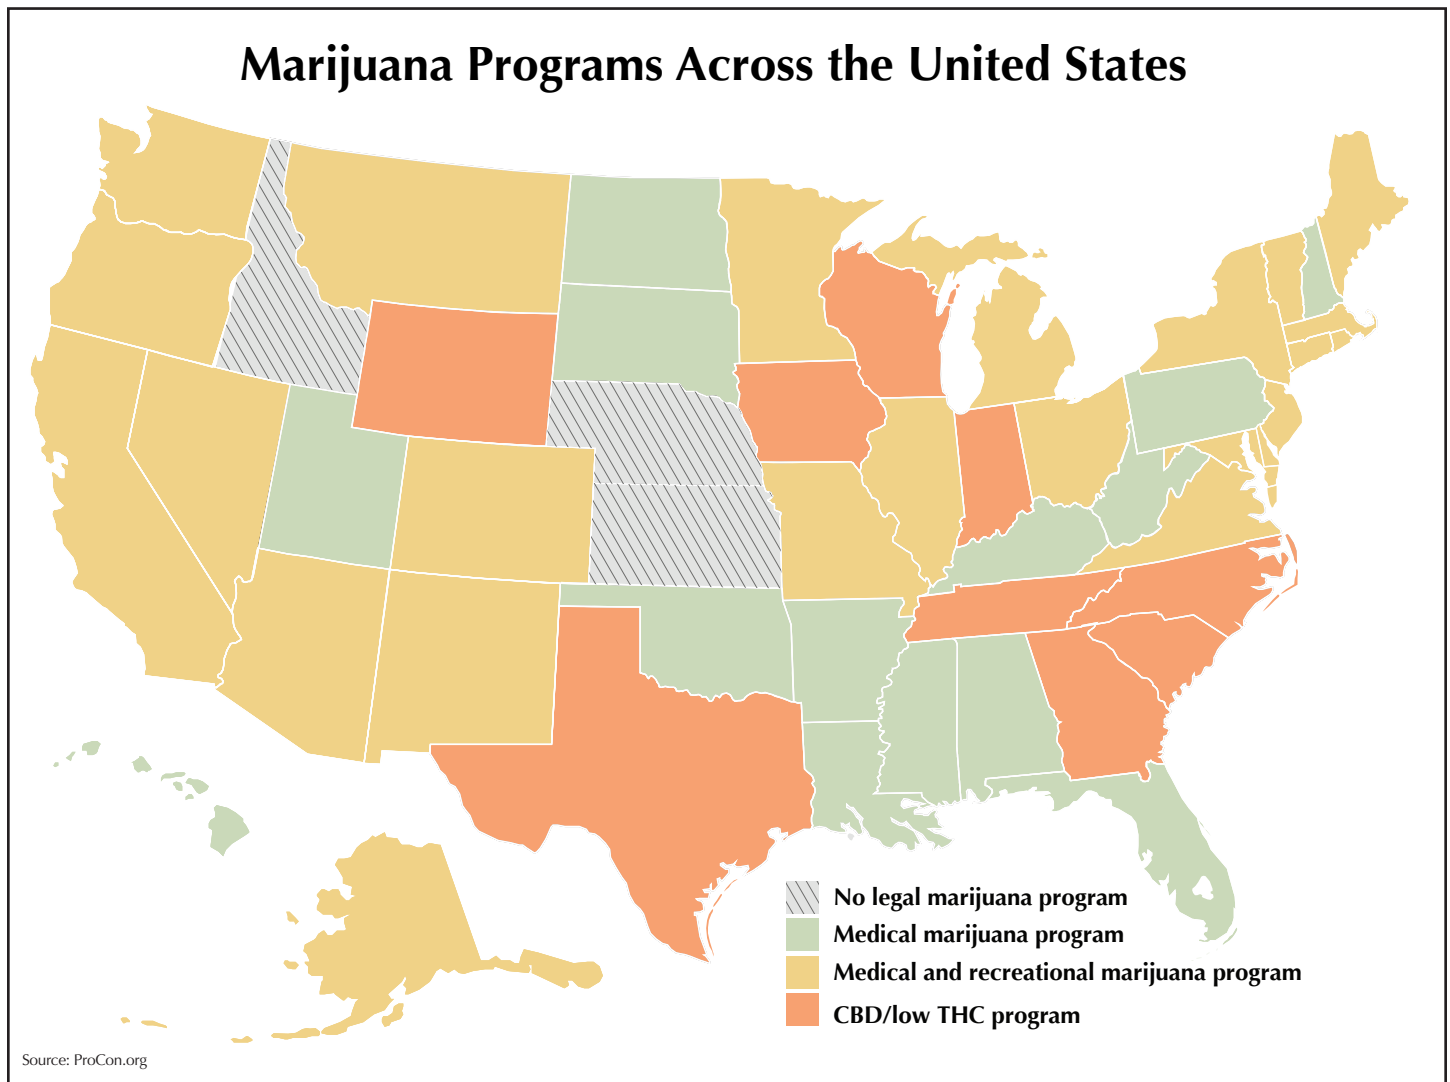 Marijuana Programs Across the United States
No legal marijuana program
Medical marijuana program
Medical and recreational marijuana program
CBD/low THC program
Source: ProCon.org